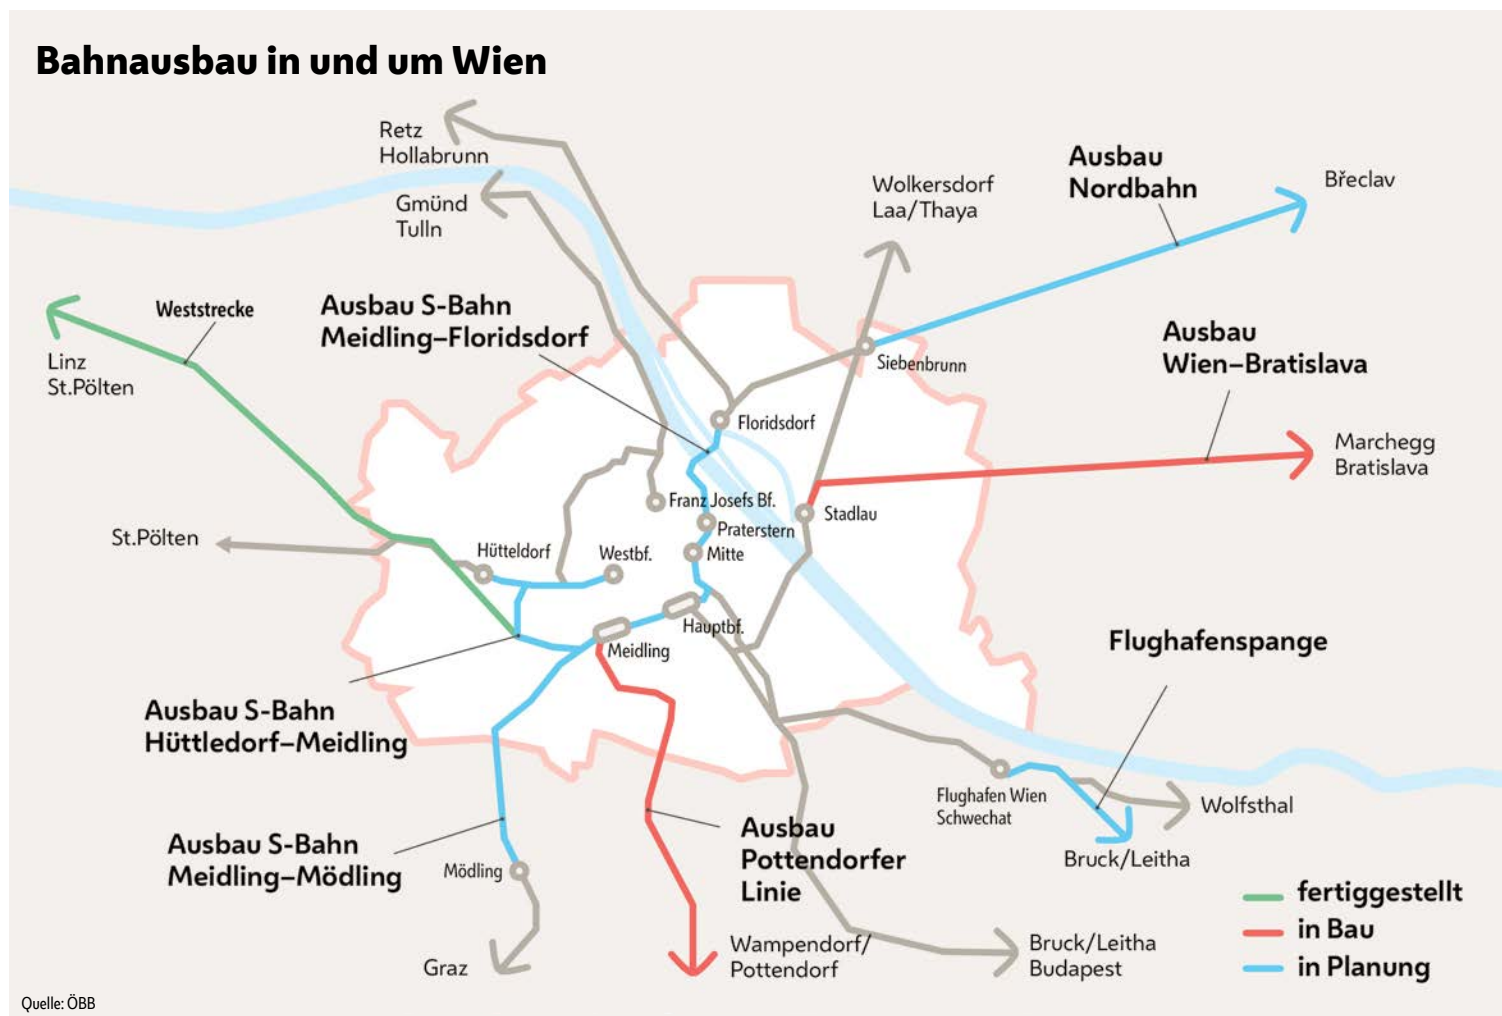 Bahnausbau in und um Wien
Retz
Hollabrunn
Gmünd
Tulln
Wolkersdorf
Laa/Thaya
Ausbau
Nordbahn
Břeclav
Weststrecke
Linz
St.Pölten
Ausbau S-Bahn
Meidling–Floridsdorf
Siebenbrunn
Ausbau
Wien–Bratislava
Floridsdorf
Marchegg
Bratislava
Franz Josefs Bf.
Praterstern
Stadlau
St.Pölten
Hütteldorf
Westbf.
Mitte
Hauptbf.
Meidling
Flughafenspange
Ausbau S-Bahn
Hüttledorf–Meidling
Flughafen Wien
Schwechat
Wolfsthal
Bruck/Leitha
Ausbau S-Bahn
Meidling–Mödling
Mödling
Ausbau
Pottendorfer
Linie
Graz
Wampendorf/
Pottendorf
Bruck/Leitha
Budapest
fertiggestellt
in Bau
in Planung
Quelle: ÖBB